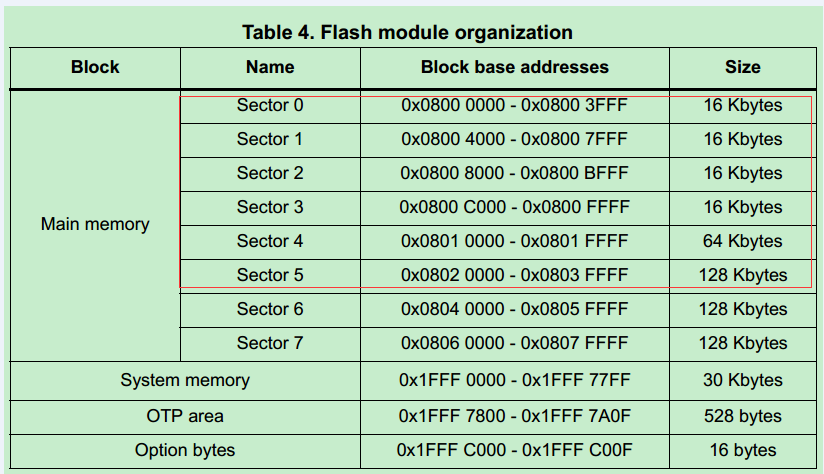 Table 4. Flash module organization
Block Name Block base addresses Size
Main memory
Sector 0 0x0800 0000 - 0x0800 3FFF 16 Kbytes
Sector 1 0x0800 4000 - 0x0800 7FFF 16 Kbytes
Sector 2 0x0800 8000 - 0x0800 BFFF 16 Kbytes
Sector 3 0x0800 C000 - 0x0800 FFFF 16 Kbytes
Sector 4 0x0801 0000 - 0x0801 FFFF 64 Kbytes
Sector 5 0x0802 0000 - 0x0803 FFFF 128 Kbytes
Sector 6 0x0804 0000 - 0x0805 FFFF 128 Kbytes
Sector 7 0x0806 0000 - 0x0807 FFFF 128 Kbytes
System memory 0x1FFF 0000 - 0x1FFF 77FF 30 Kbytes
OTP area 0x1FFF 7800 - 0x1FFF 7A0F 528 bytes
Option bytes 0x1FFF C000 - 0x1FFF C00F 16 bytes